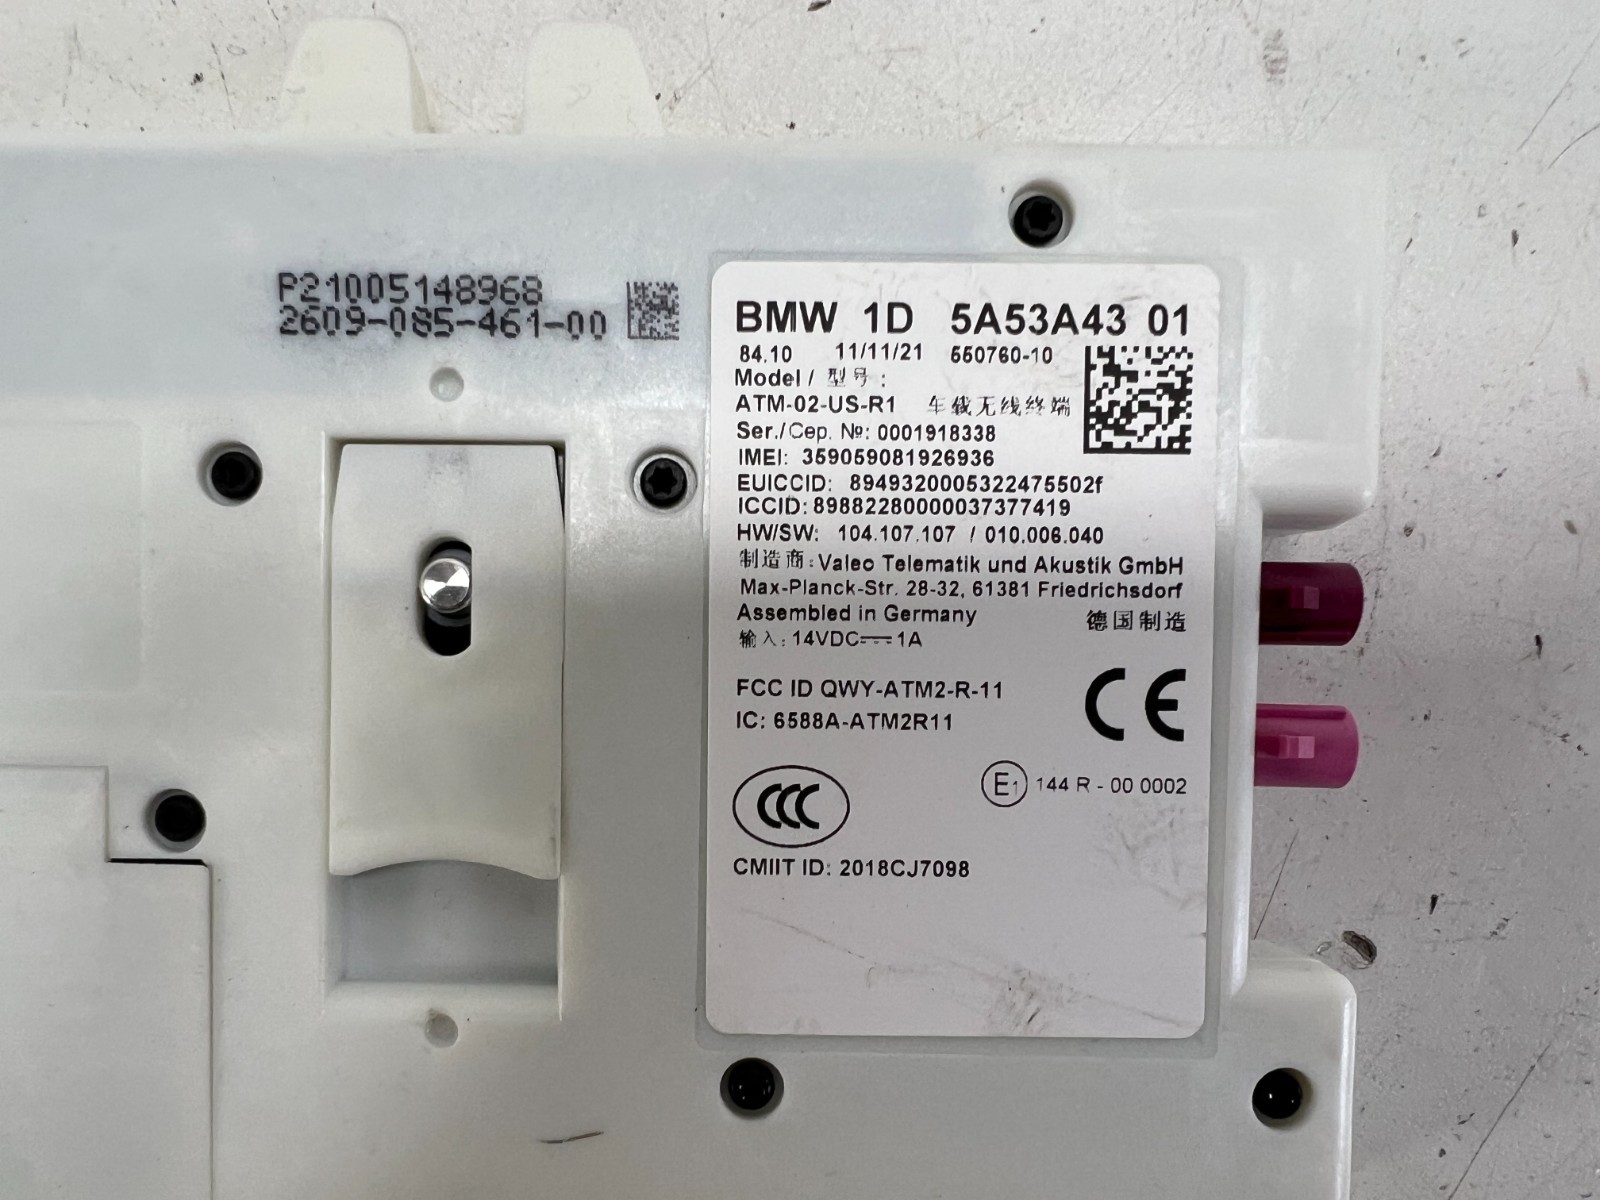 P21005148968
2609-085-461-00
BMW 1D 5A53A43 01
84.10 11/11/21 550760-10
Model / 型号:
ATM-02-US-R1 车载无线终端
Ser./Сер. №: 0001918338
IMEI: 359059081926936
EUICCID: 8949320005322475502f
ICCID: 89882280000037377419
HW/SW: 104.107.107 / 010.006.040
制造商: Valeo Telematik und Akustik GmbH
Max-Planck-Str. 28-32, 61381 Friedrichsdorf
Assembled in Germany 德国制造
输入: 14VDC⎓1A
FCC ID QWY-ATM2-R-11
IC: 6588A-ATM2R11
CE
E1 144 R - 00 0002
CCC
CMIIT ID: 2018CJ7098